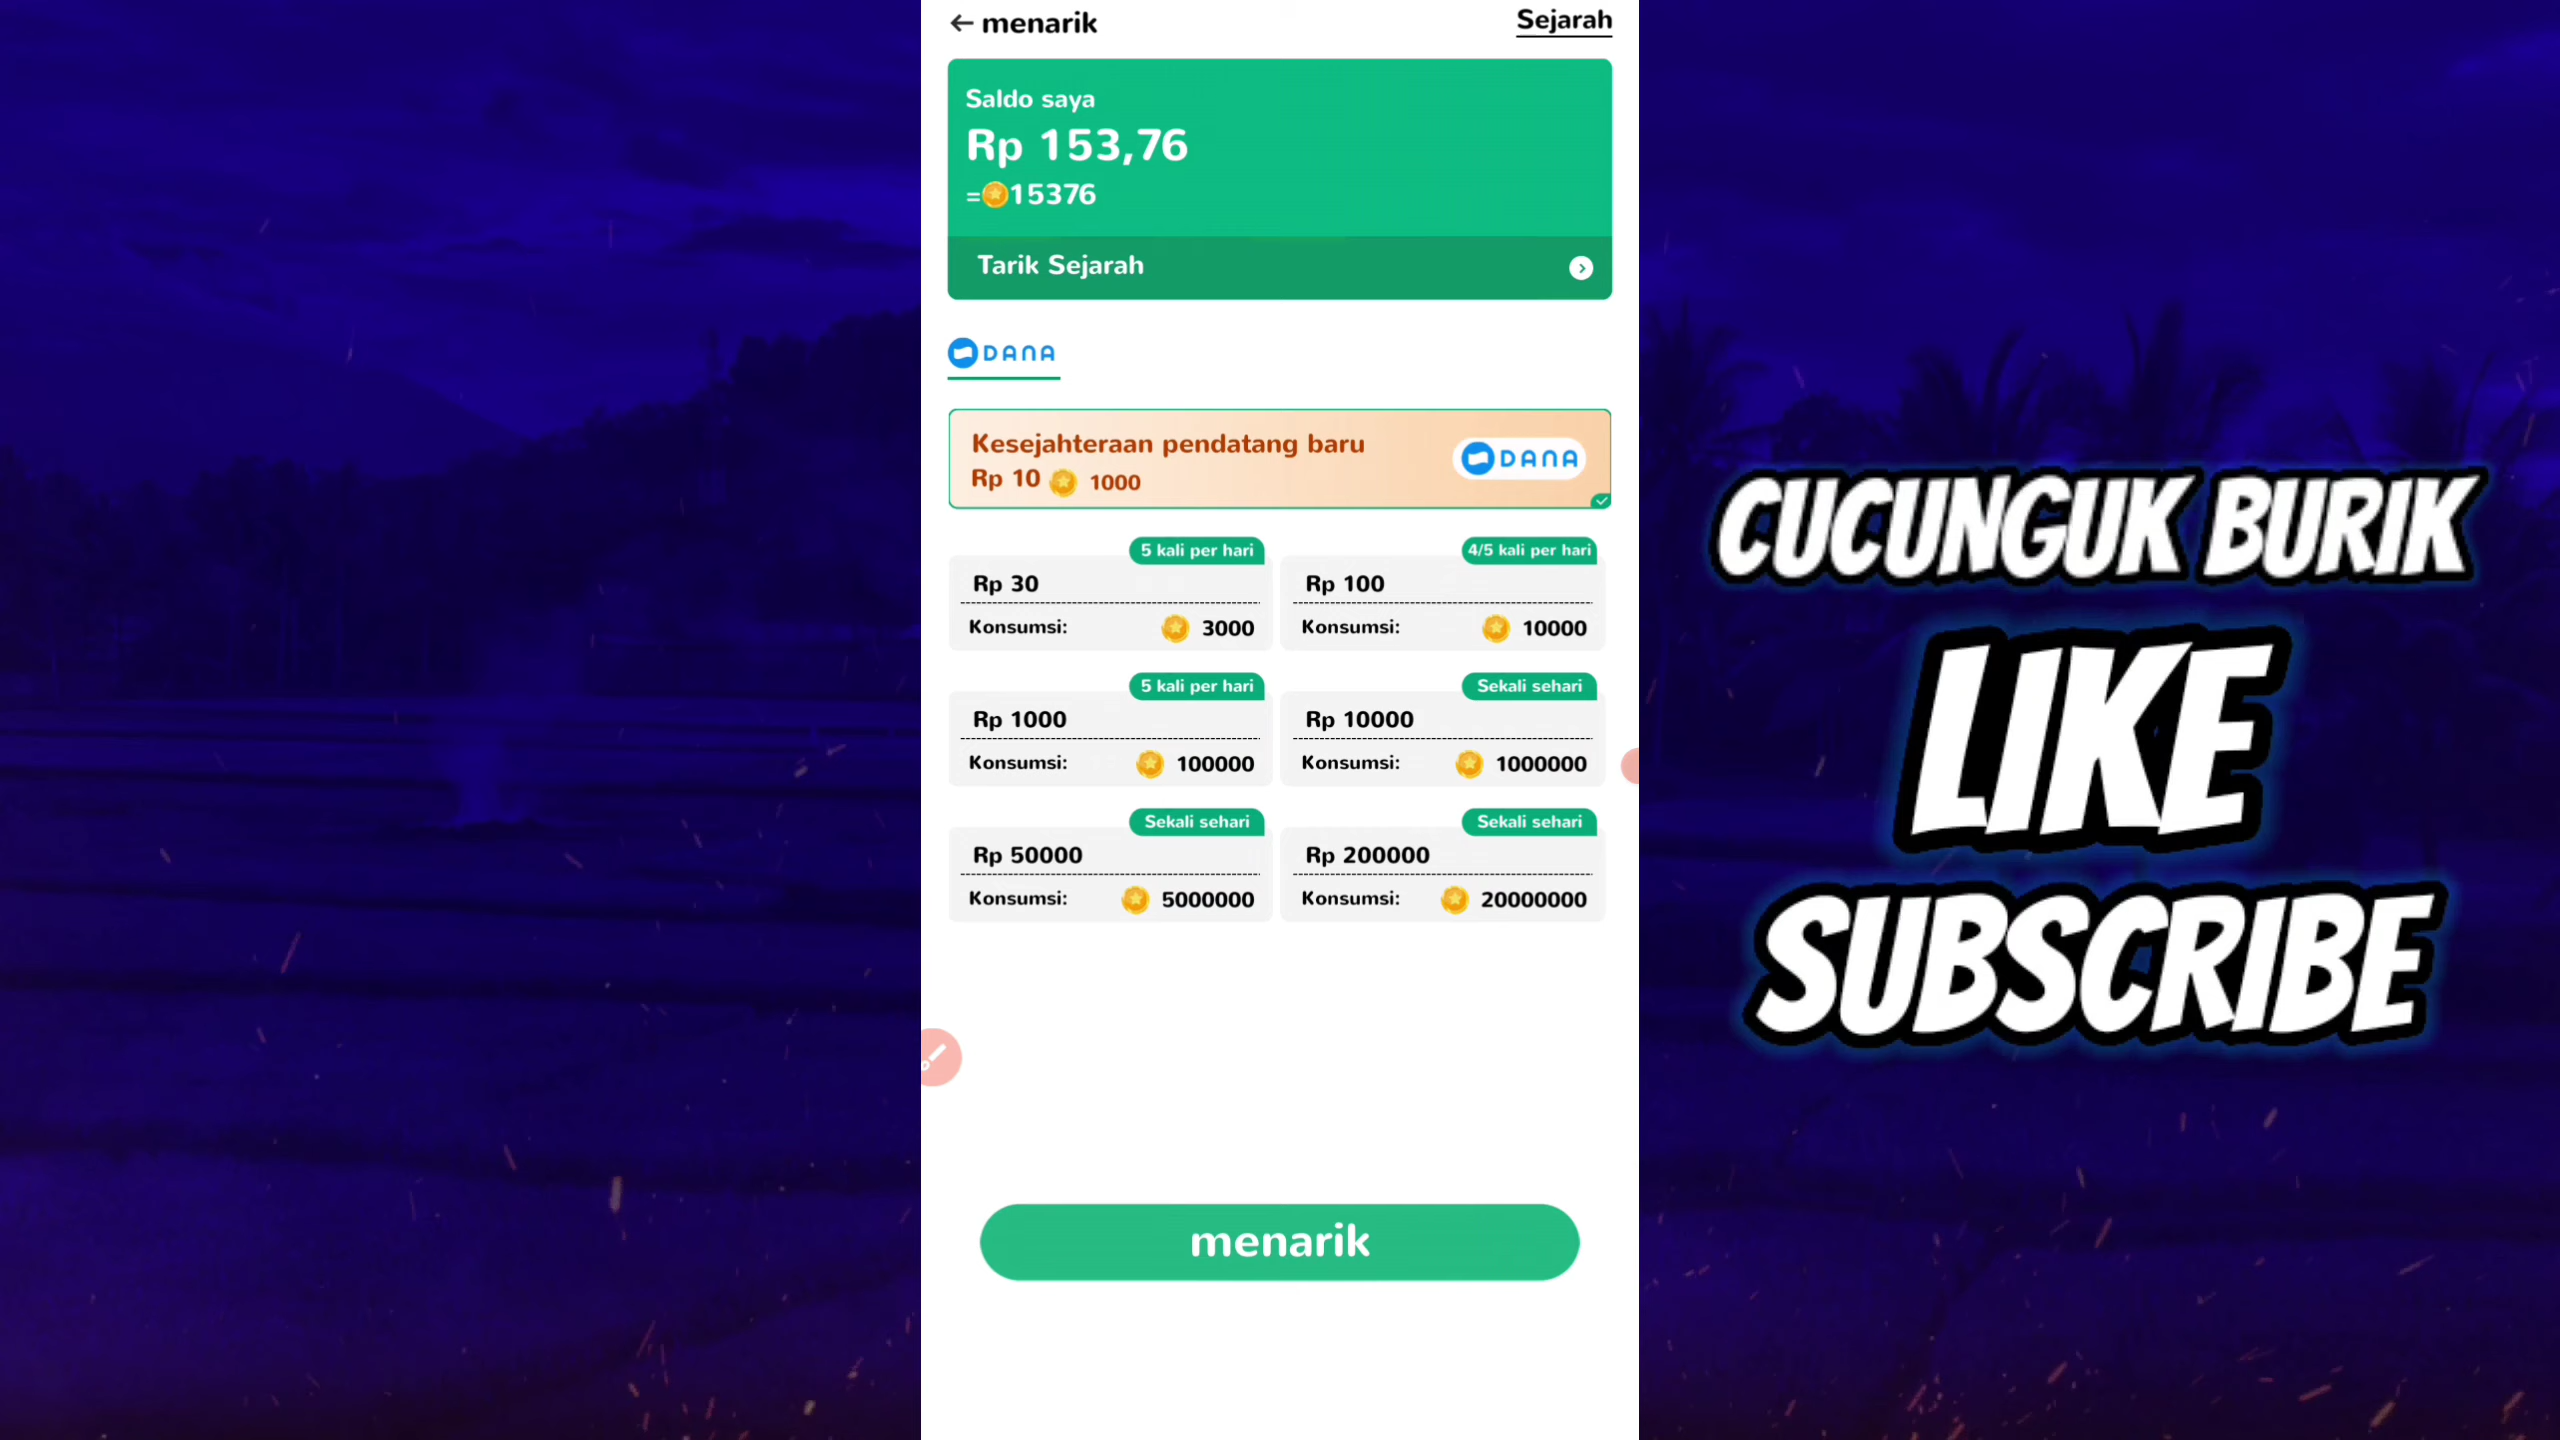 menarik
Sejarah
Saldo saya
Rp 153,76
=15376
Tarik Sejarah
DANA
Kesejahteraan pendatang baru
Rp 10 1000
DANA
5 kali per hari
Rp 30
Konsumsi: 3000
4/5 kali per hari
Rp 100
Konsumsi: 10000
5 kali per hari
Rp 1000
Konsumsi: 100000
Sekali sehari
Rp 10000
Konsumsi: 1000000
Sekali sehari
Rp 50000
Konsumsi: 5000000
Sekali sehari
Rp 200000
Konsumsi: 20000000
menarik
CUCUNGUK BURIK
LIKE
SUBSCRIBE